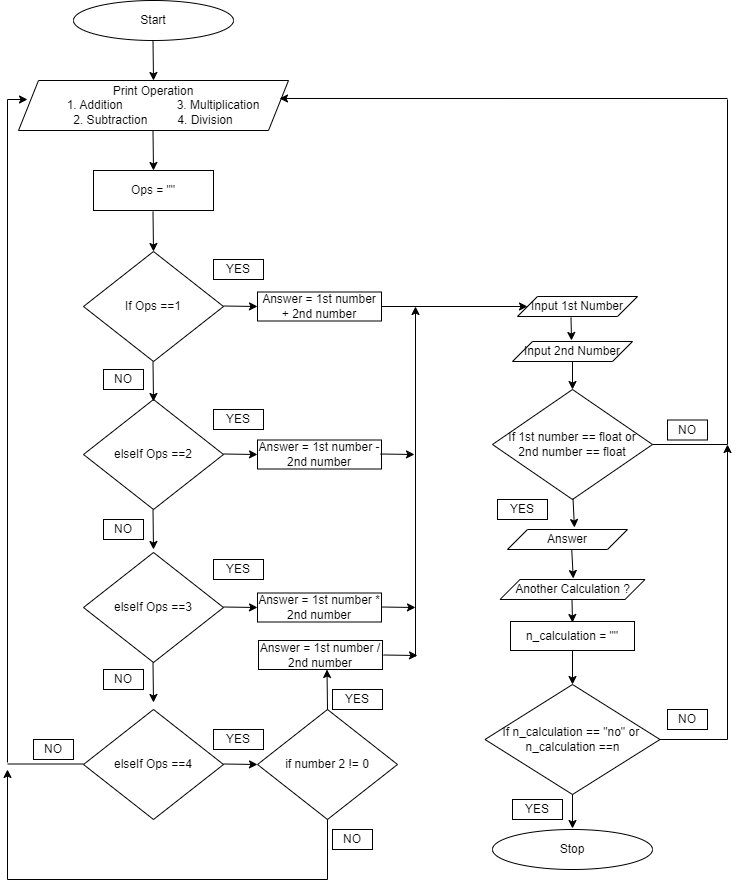 Start
Print Operation
1. Addition 3. Multiplication
2. Subtraction 4. Division
Ops = ""
If Ops ==1
YES
Answer = 1st number
+ 2nd number
NO
elseIf Ops ==2
YES
Answer = 1st number -
2nd number
NO
elseIf Ops ==3
YES
Answer = 1st number *
2nd number
NO
elseIf Ops ==4
NO
YES
if number 2 != 0
YES
Answer = 1st number /
2nd number
NO
Input 1st Number
Input 2nd Number
If 1st number == float or
2nd number == float
NO
YES
Answer
Another Calculation ?
n_calculation = ""
If n_calculation == "no" or
n_calculation ==n
NO
YES
Stop